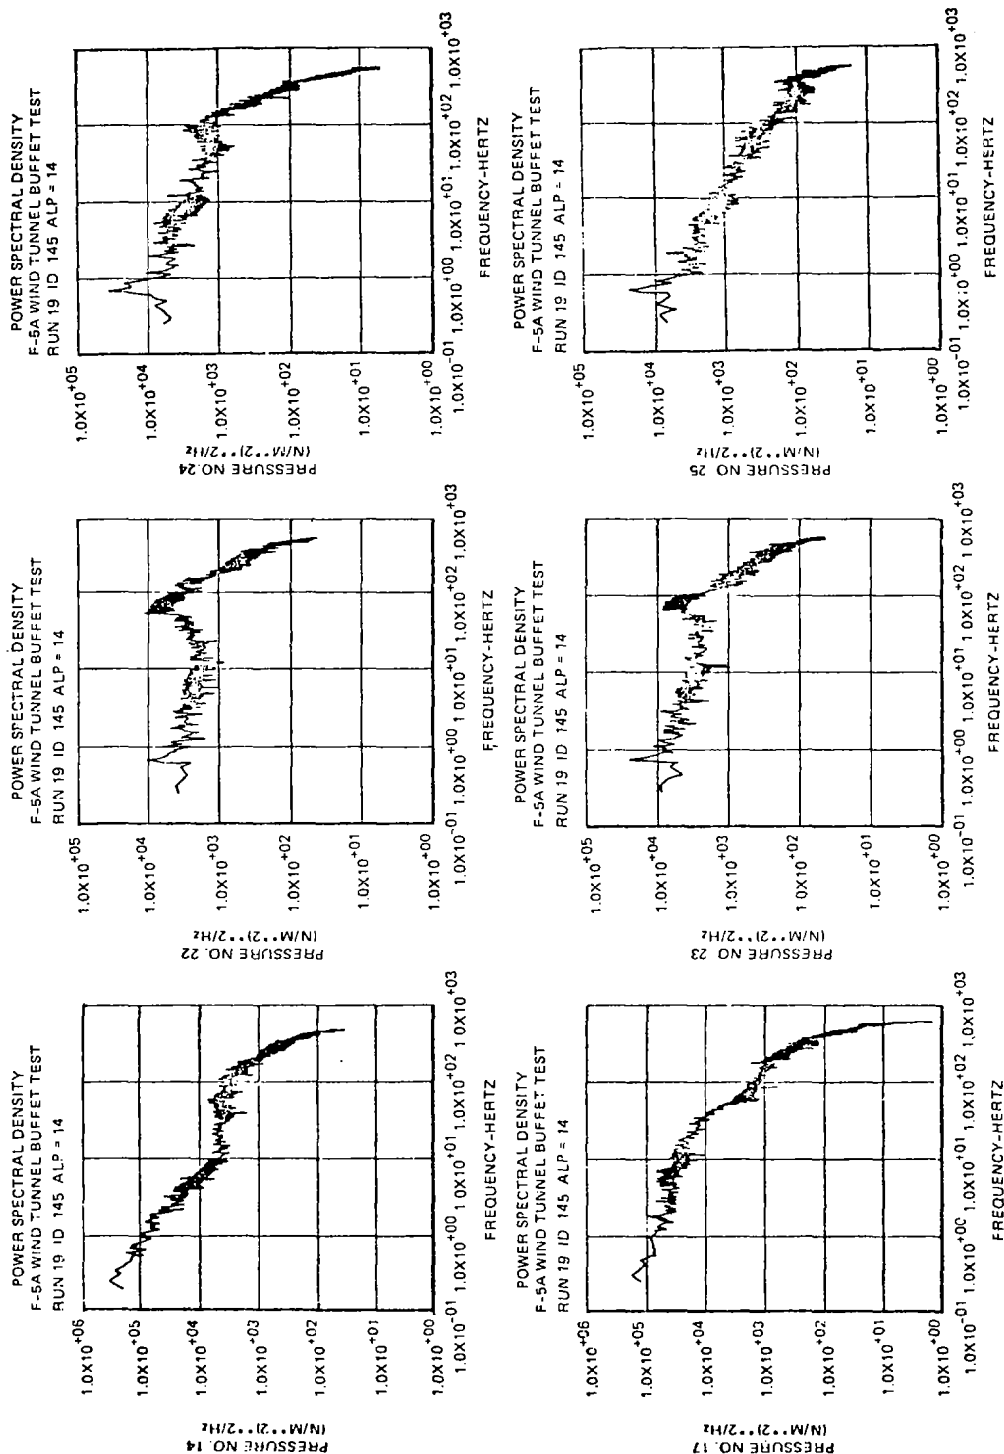 POWER SPECTRAL DENSITY
F-5A WIND TUNNEL BUFFET TEST
RUN 19 ID 145 ALP = 14
PRESSURE NO. 14
(N/M**2)**2/Hz
1.0X10⁺⁰⁶
1.0X10⁺⁰⁵
1.0X10⁺⁰⁴
1.0X10⁻⁰³
1.0X10⁺⁰²
1.0X10⁺⁰¹
1.0X10⁺⁰⁰
1.0X10⁻⁰¹ 1.0X10⁺⁰⁰ 1.0X10⁺⁰¹ 1.0X10⁺⁰² 1.0X10⁺⁰³
FREQUENCY-HERTZ
POWER SPECTRAL DENSITY
F-5A WIND TUNNEL BUFFET TEST
RUN 19 ID 145 ALP = 14
PRESSURE NO. 22
(N/M**2)**2/Hz
1.0X10⁺⁰⁵
1.0X10⁺⁰⁴
1.0X10⁺⁰³
1.0X10⁺⁰²
1.0X10⁺⁰¹
1.0X10⁺⁰⁰
1.0X10⁻⁰¹ 1.0X10⁺⁰⁰ 1.0X10⁺⁰¹ 1.0X10⁺⁰² 1.0X10⁺⁰³
FREQUENCY-HERTZ
POWER SPECTRAL DENSITY
F-5A WIND TUNNEL BUFFET TEST
RUN 19 ID 145 ALP = 14
PRESSURE NO. 24
(N/M**2)**2/Hz
1.0X10⁺⁰⁵
1.0X10⁺⁰⁴
1.0X10⁺⁰³
1.0X10⁺⁰²
1.0X10⁺⁰¹
1.0X10⁺⁰⁰
1.0X10⁻⁰¹ 1.0X10⁺⁰⁰ 1.0X10⁺⁰¹ 1.0X10⁺⁰² 1.0X10⁺⁰³
FREQUENCY-HERTZ
POWER SPECTRAL DENSITY
F-5A WIND TUNNEL BUFFET TEST
RUN 19 ID 145 ALP = 14
PRESSURE NO. 17
(N/M**2)**2/Hz
1.0X10⁺⁰⁶
1.0X10⁺⁰⁵
1.0X10⁺⁰⁴
1.0X10⁺⁰³
1.0X10⁺⁰²
1.0X10⁺⁰¹
1.0X10⁺⁰⁰
1.0X10⁻⁰¹ 1.0X10⁺⁰⁰ 1.0X10⁺⁰¹ 1.0X10⁺⁰² 1.0X10⁺⁰³
FREQUENCY-HERTZ
POWER SPECTRAL DENSITY
F-5A WIND TUNNEL BUFFET TEST
RUN 19 ID 145 ALP = 14
PRESSURE NO 23
(N/M**2)**2/Hz
1.0X10⁺⁰⁵
1.0X10⁺⁰⁴
1.0X10⁺⁰³
1.0X10⁺⁰²
1.0X10⁺⁰¹
1.0X10⁺⁰⁰
1.0X10⁻⁰¹ 1.0X10⁺⁰⁰ 1.0X10⁺⁰¹ 1.0X10⁺⁰² 1.0X10⁺⁰³
FREQUENCY-HERTZ
POWER SPECTRAL DENSITY
F-5A WIND TUNNEL BUFFET TEST
RUN 19 ID 145 ALP = 14
PRESSURE NO 25
(N/M**2)**2/Hz
1.0X10⁺⁰⁵
1.0X10⁺⁰⁴
1.0X10⁺⁰³
1.0X10⁺⁰²
1.0X10⁺⁰¹
1.0X10⁺⁰⁰
1.0X10⁻⁰¹ 1.0X10⁺⁰⁰ 1.0X10⁺⁰¹ 1.0X10⁺⁰² 1.0X10⁺⁰³
FREQUENCY-HERTZ